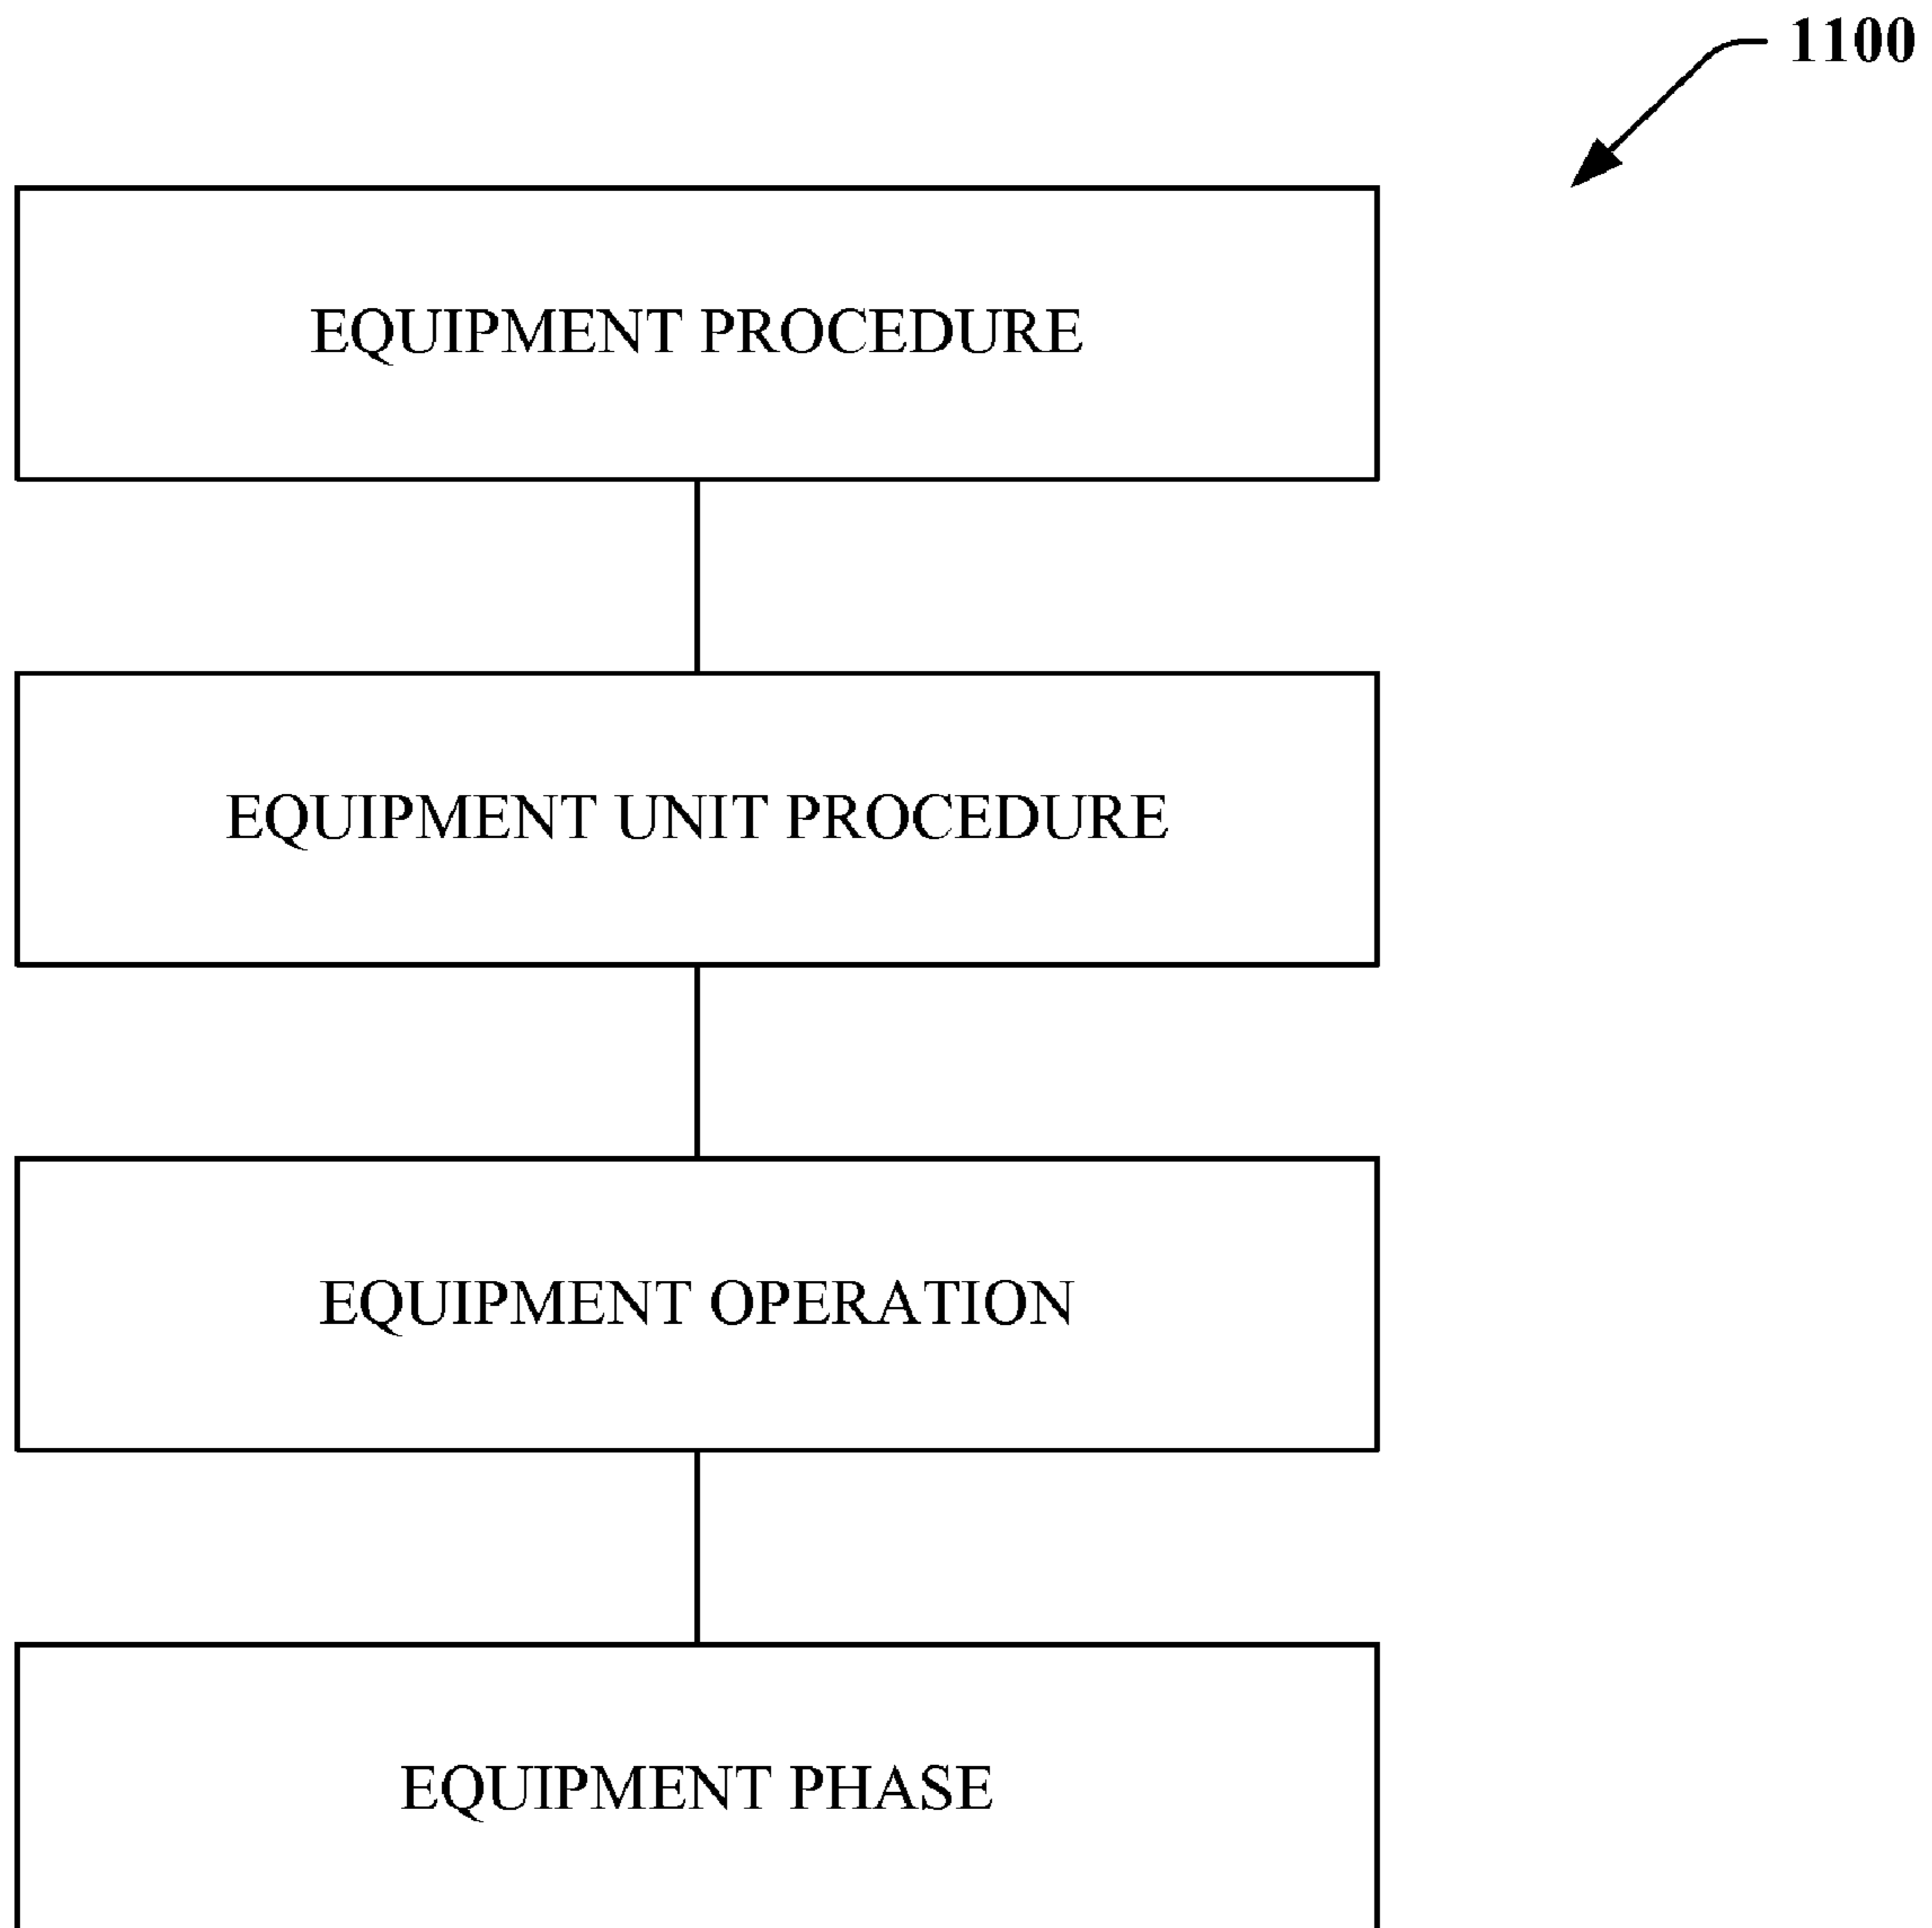 1100
EQUIPMENT PROCEDURE
EQUIPMENT UNIT PROCEDURE
EQUIPMENT OPERATION
EQUIPMENT PHASE